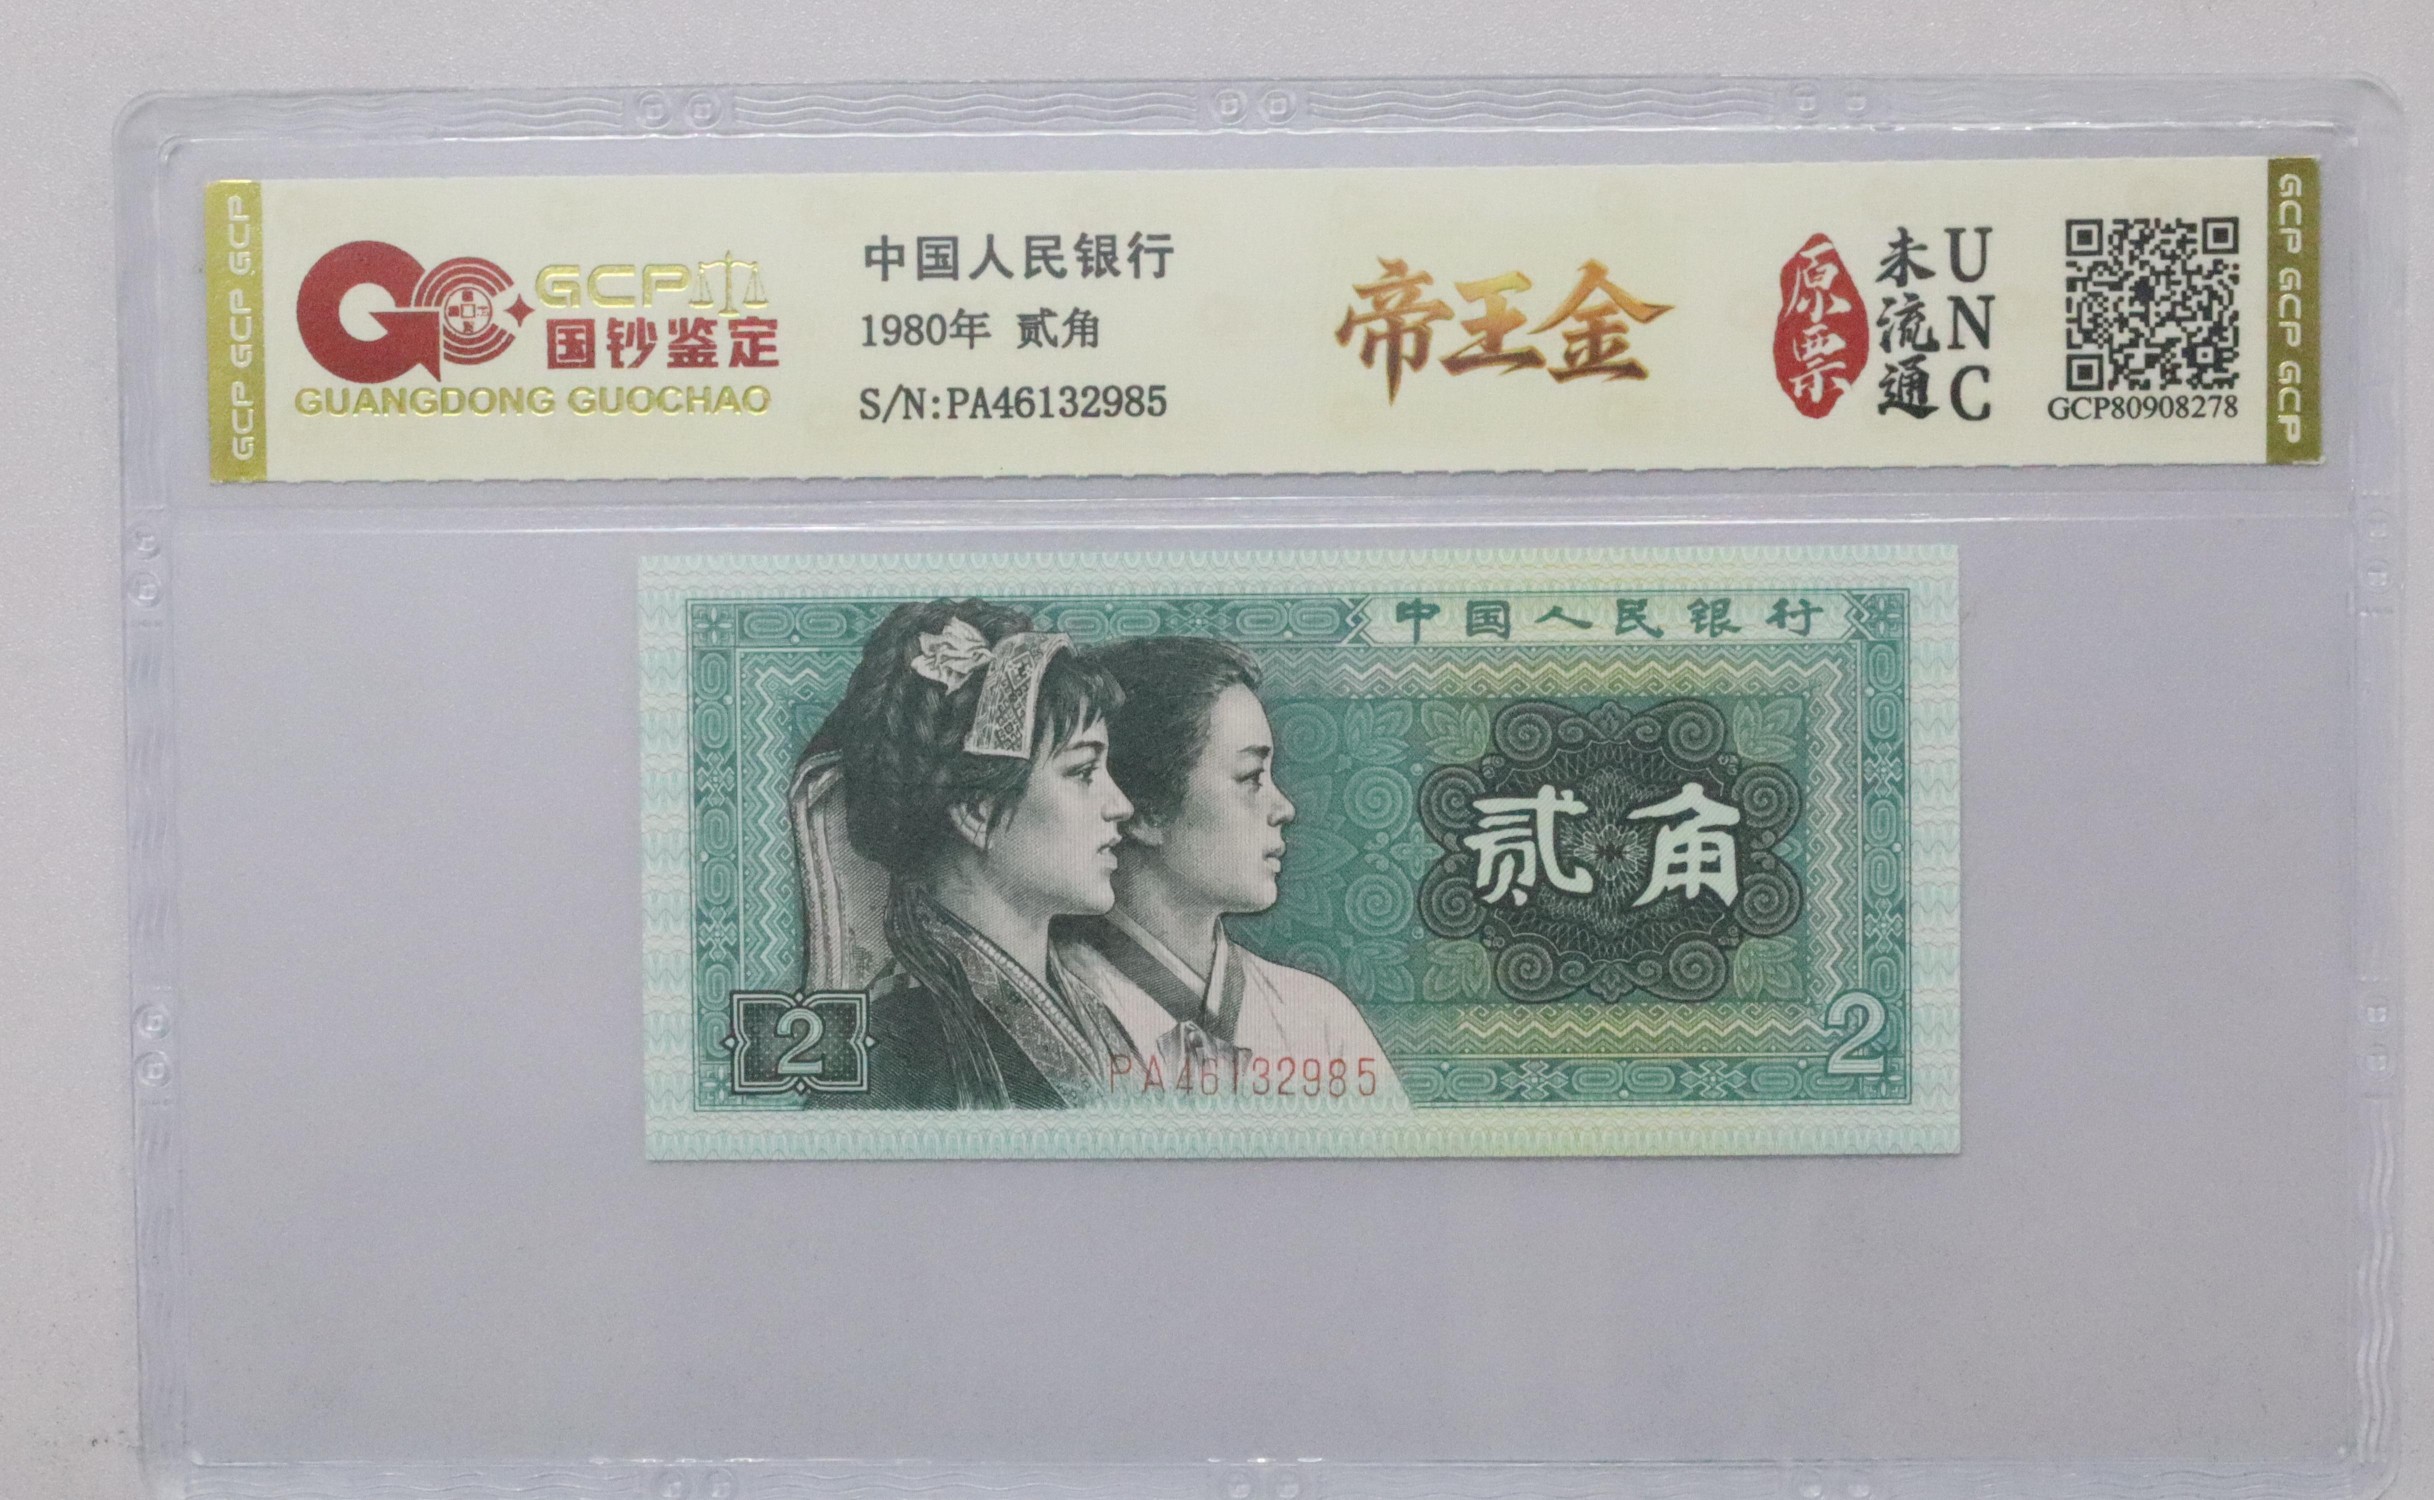 GCP GCP GCP GCP
GCP
国钞鉴定
GUANGDONG GUOCHAO
中国人民银行
1980年 贰角
S/N:PA46132985
帝王金
原票
未流通
UNC
GCP80908278
GCP GCP GCP GCP
中国人民银行
贰角
2
PA46132985
2